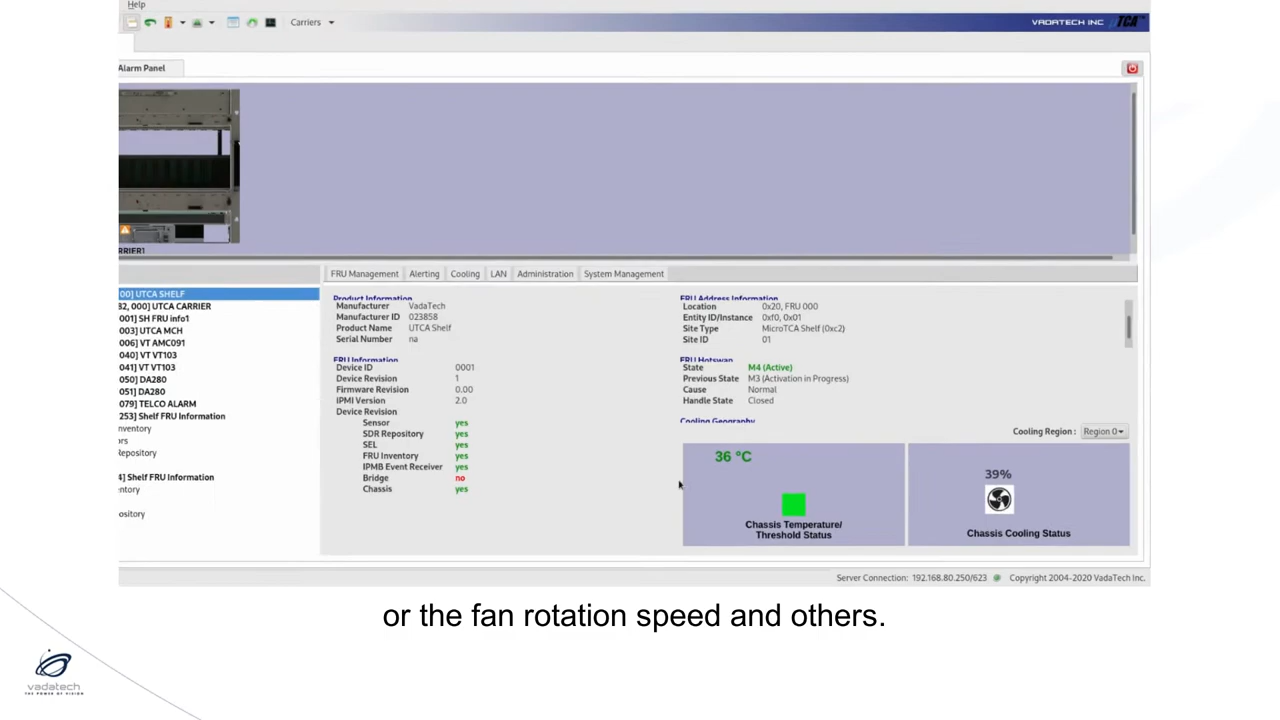 Help
Carriers
VADATECH INC µTCA
Alarm Panel
RRIER1
FRU Management Alerting Cooling LAN Administration System Management
00] UTCA SHELF
82, 000] UTCA CARRIER
001] SH FRU info1
003] UTCA MCH
006] VT AMC091
040] VT VT103
041] VT VT103
050] DA280
051] DA280
079] TELCO ALARM
253] Shelf FRU Information
nventory
ors
Repository
4] Shelf FRU Information
entory
ository
Product Information
Manufacturer VadaTech
Manufacturer ID 023858
Product Name UTCA Shelf
Serial Number na
FRU Information
Device ID 0001
Device Revision 1
Firmware Revision 0.00
IPMI Version 2.0
Device Revision
Sensor yes
SDR Repository yes
SEL yes
FRU Inventory yes
IPMB Event Receiver yes
Bridge no
Chassis yes
FRU Address Information
Location 0x20, FRU 000
Entity ID/Instance 0xf0, 0x01
Site Type MicroTCA Shelf (0xc2)
Site ID 01
FRU Hotswap
State M4 (Active)
Previous State M3 (Activation in Progress)
Cause Normal
Handle State Closed
Cooling Geography
Cooling Region : Region 0
36 °C
Chassis Temperature/
Threshold Status
39%
Chassis Cooling Status
Server Connection: 192.168.80.250/623 Copyright 2004-2020 VadaTech Inc.
or the fan rotation speed and others.
vadatech
THE POWER OF VISION